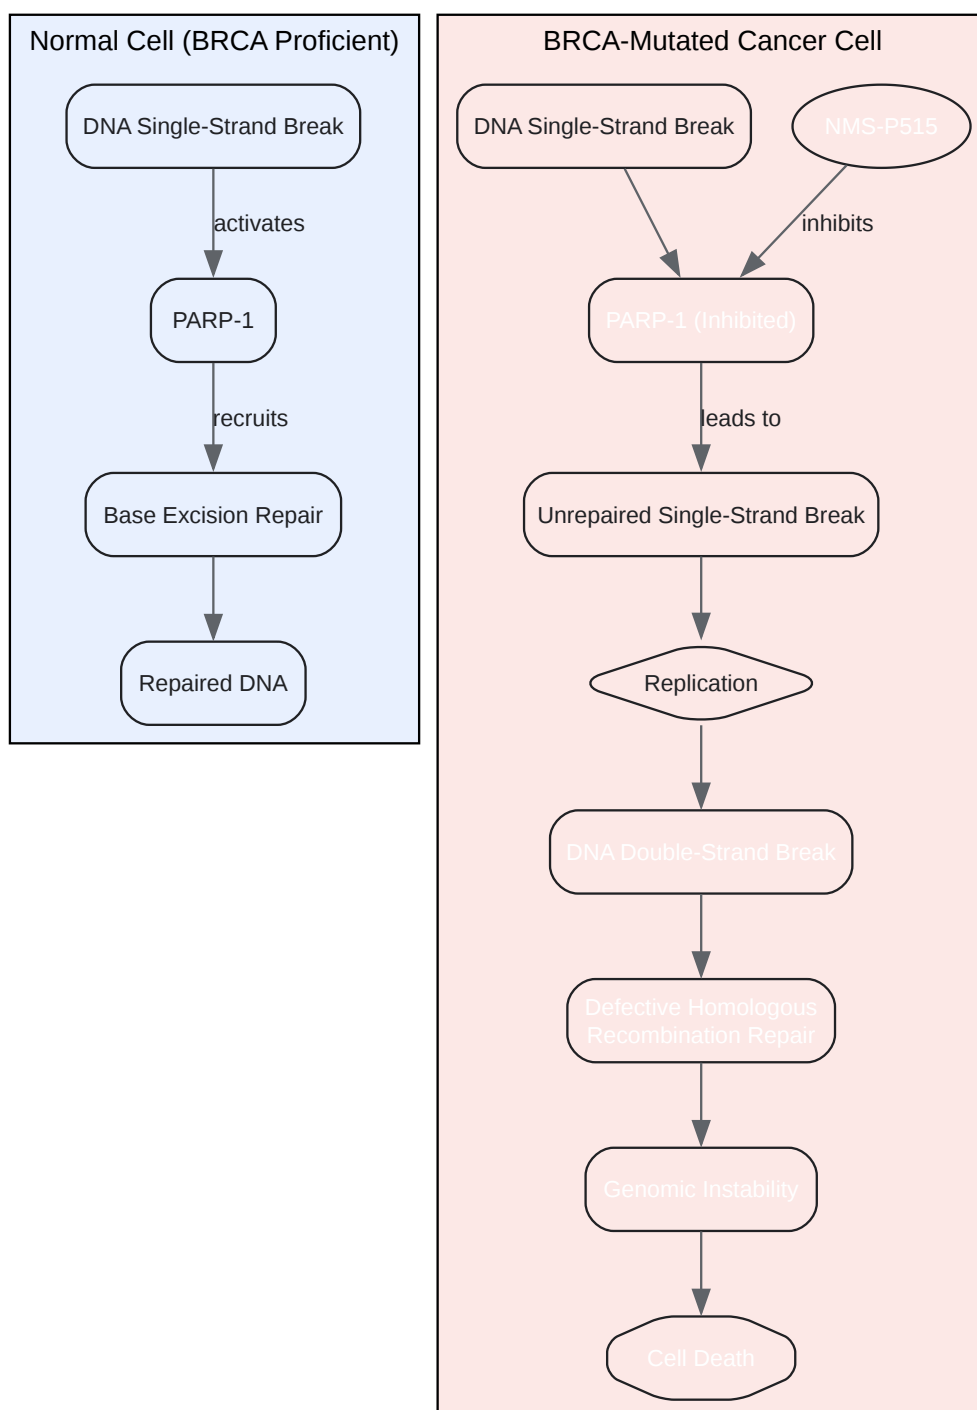 Normal Cell (BRCA Proficient)
DNA Single-Strand Break
activates
PARP-1
recruits
Base Excision Repair
Repaired DNA
BRCA-Mutated Cancer Cell
DNA Single-Strand Break
NMS-P515
inhibits
PARP-1 (Inhibited)
leads to
Unrepaired Single-Strand Break
Replication
DNA Double-Strand Break
Defective Homologous
Recombination Repair
Genomic Instability
Cell Death